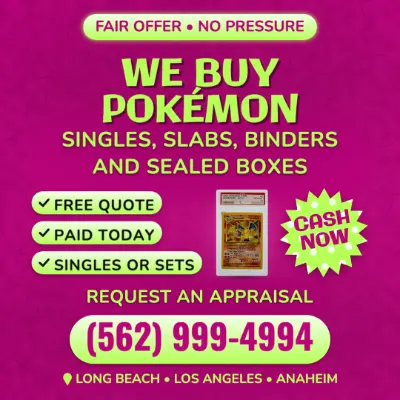 FAIR OFFER • NO PRESSURE
WE BUY
POKÉMON
SINGLES, SLABS, BINDERS
AND SEALED BOXES
✓ FREE QUOTE
✓ PAID TODAY
✓ SINGLES OR SETS
CASH
NOW
REQUEST AN APPRAISAL
(562) 999-4994
LONG BEACH • LOS ANGELES • ANAHEIM